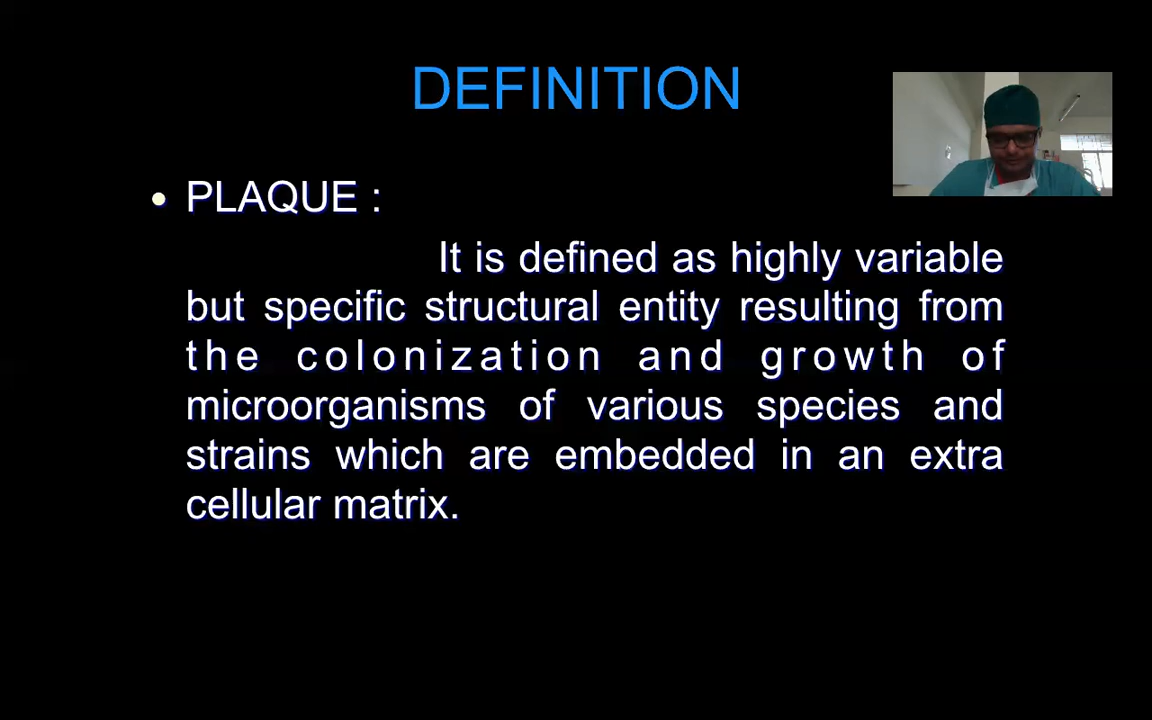 DEFINITION
• PLAQUE :
It is defined as highly variable
but specific structural entity resulting from
the colonization and growth of
microorganisms of various species and
strains which are embedded in an extra
cellular matrix.